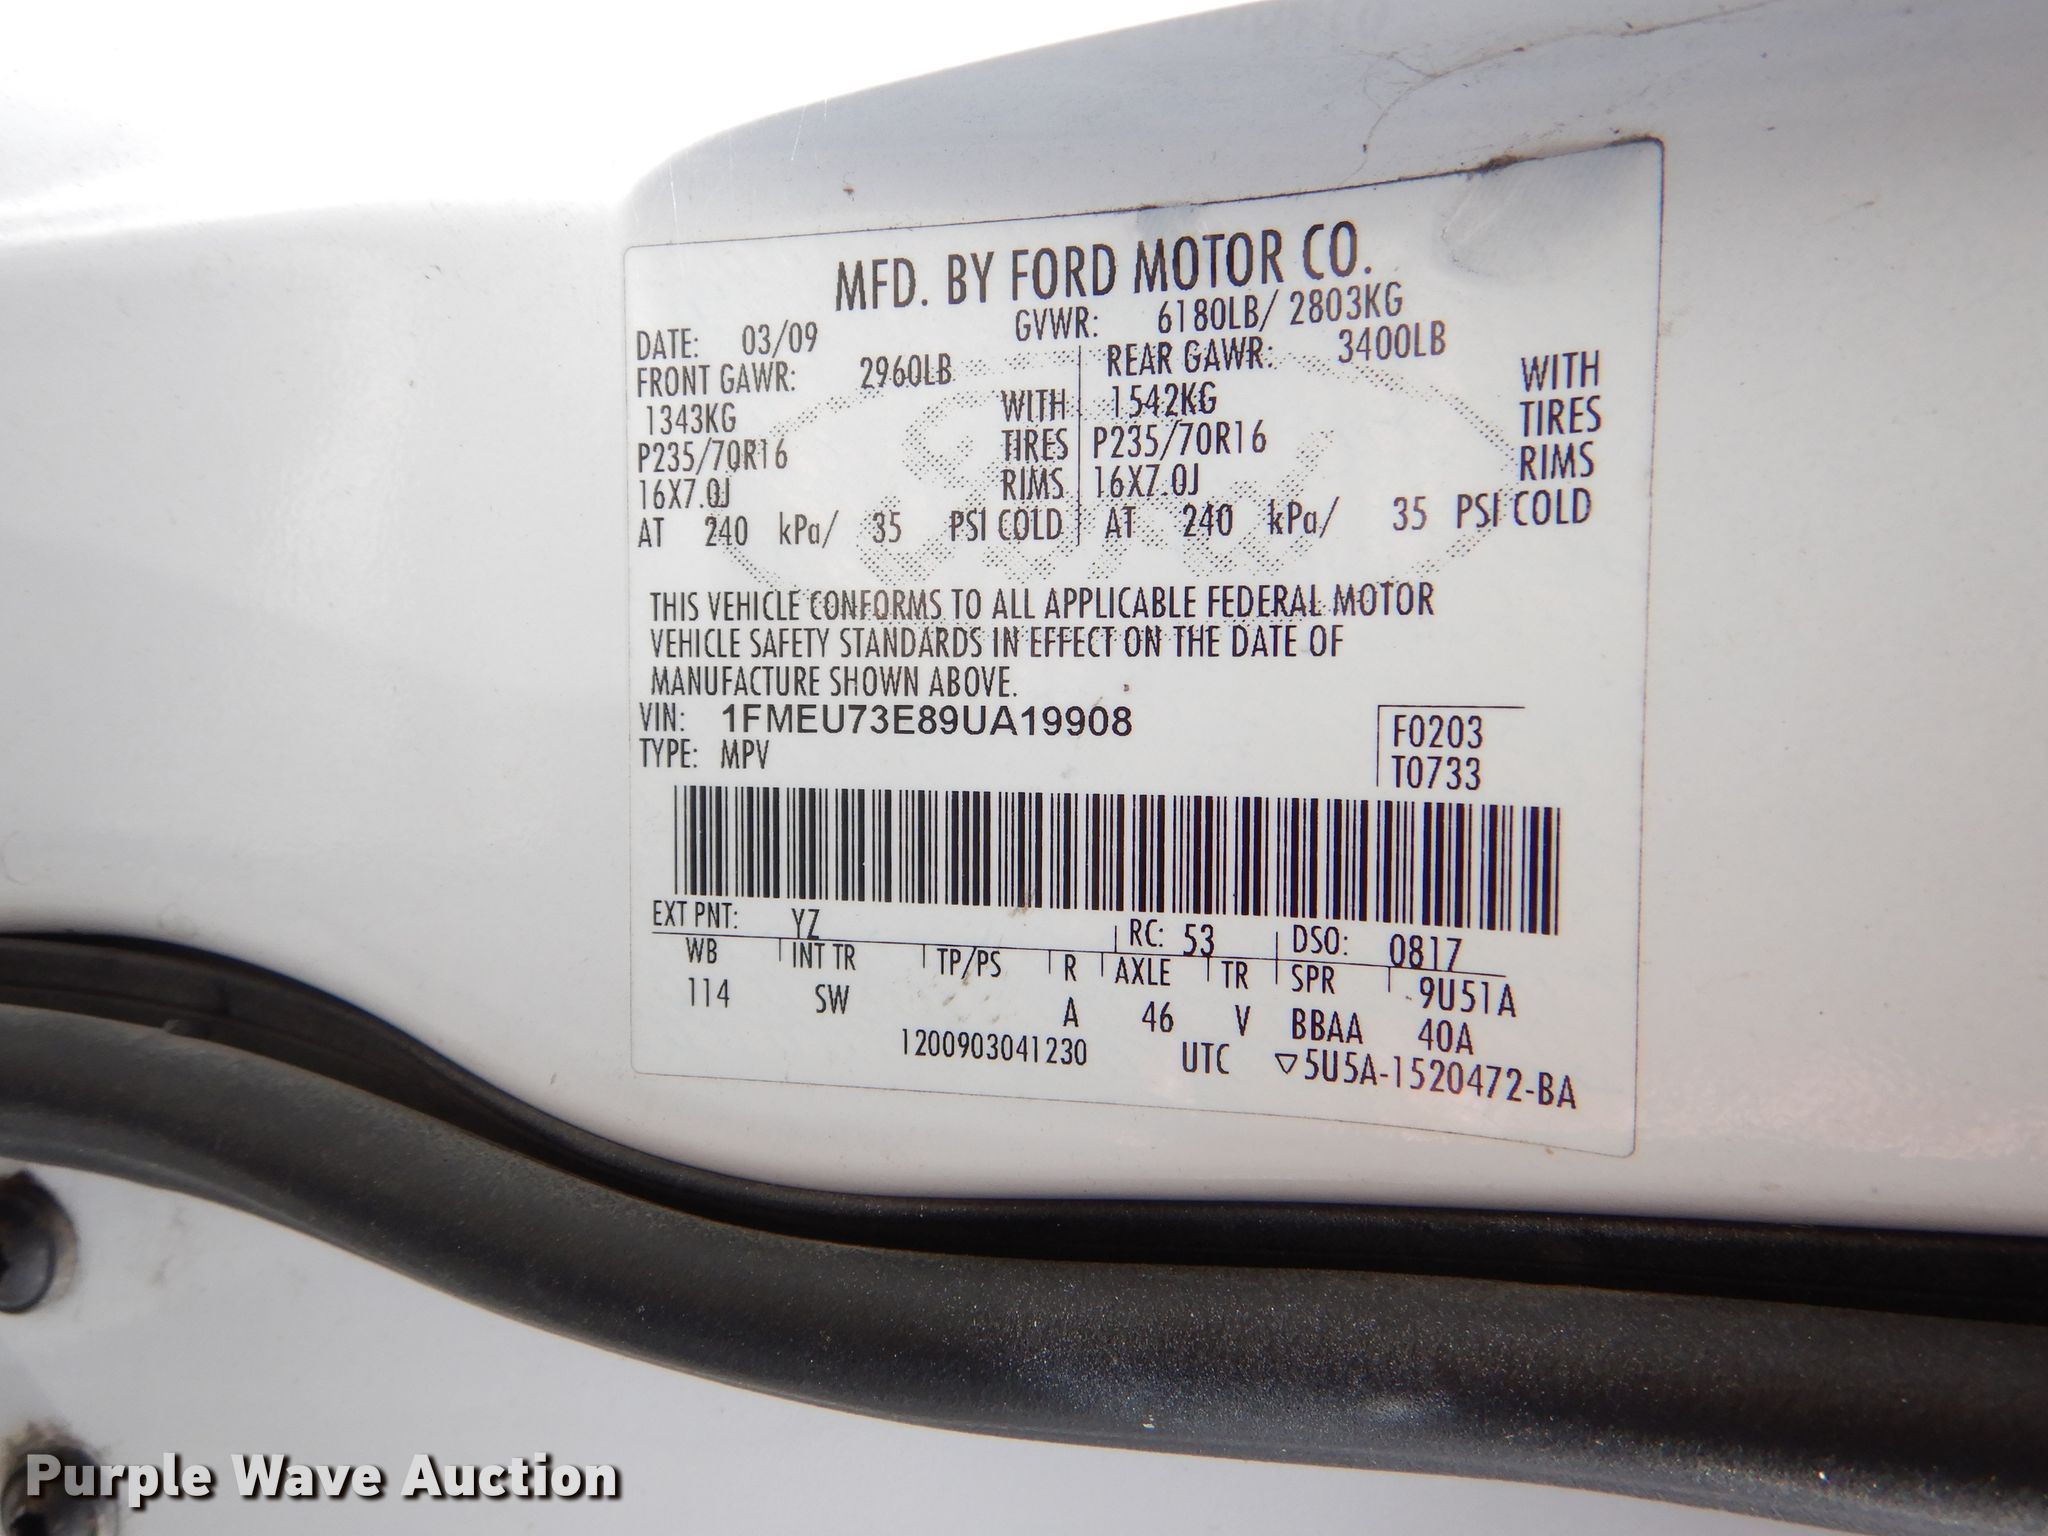 MFD. BY FORD MOTOR CO.
DATE: 03/09 GVWR: 6180LB/ 2803KG
FRONT GAWR: 2960LB REAR GAWR: 3400LB
1343KG WITH 1542KG WITH
P235/70R16 TIRES P235/70R16 TIRES
16X7.0J RIMS 16X7.0J RIMS
AT 240 kPa/ 35 PSI COLD AT 240 kPa/ 35 PSI COLD
THIS VEHICLE CONFORMS TO ALL APPLICABLE FEDERAL MOTOR
VEHICLE SAFETY STANDARDS IN EFFECT ON THE DATE OF
MANUFACTURE SHOWN ABOVE.
VIN: 1FMEU73E89UA19908 F0203
TYPE: MPV T0733
EXT PNT: YZ RC: 53 DSO: 0817
WB INT TR TP/PS R AXLE TR SPR 9U51A
114 SW A 46 V BBAA 40A
1200903041230 UTC ▽5U5A-1520472-BA
Purple Wave Auction